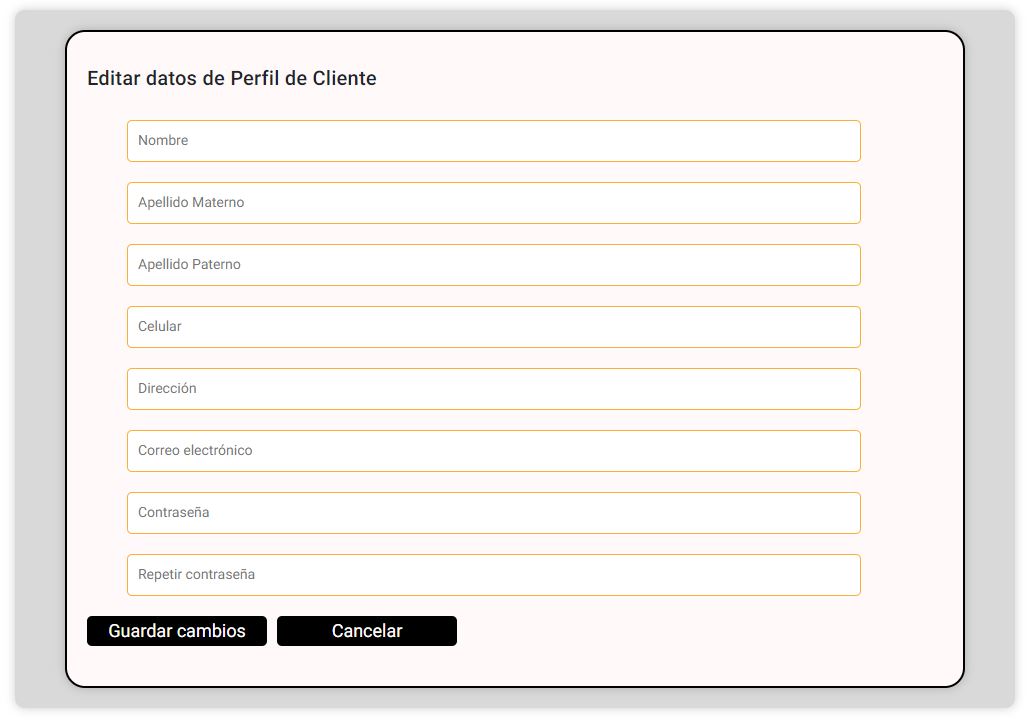 Editar datos de Perfil de Cliente
Nombre
Apellido Materno
Apellido Paterno
Celular
Dirección
Correo electrónico
Contraseña
Repetir contraseña
Guardar cambios Cancelar